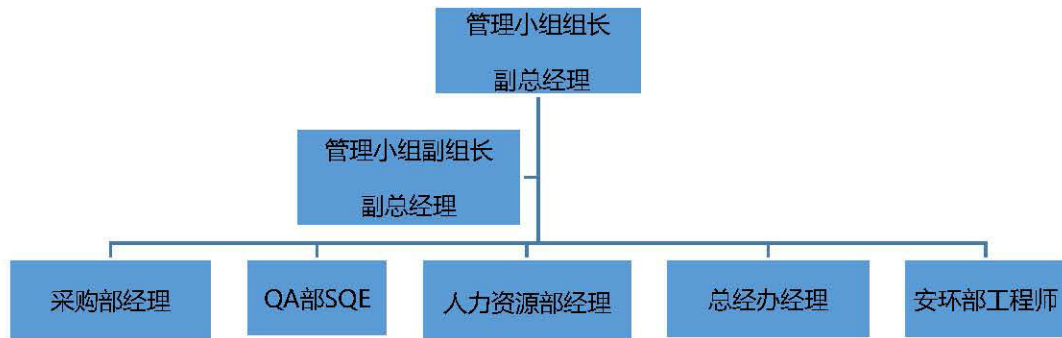 管理小组组长
副总经理
管理小组副组长
副总经理
采购部经理
QA部SQE
人力资源部经理
总经办经理
安环部工程师